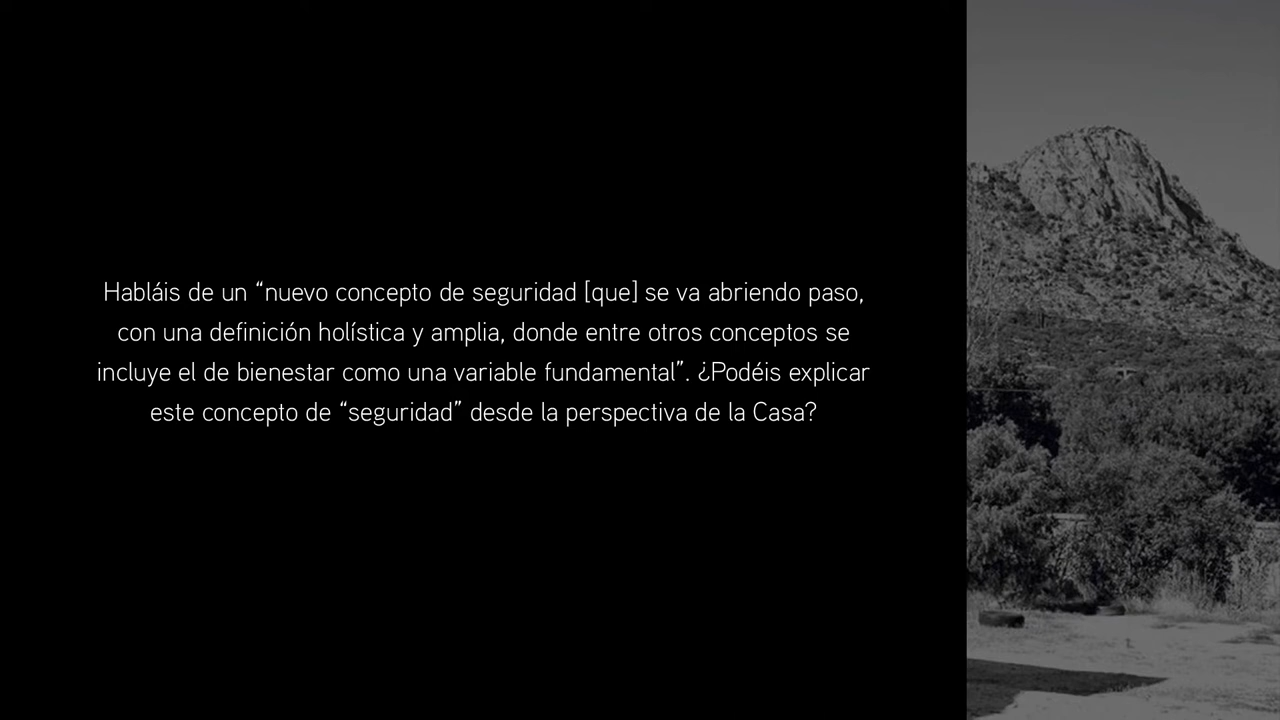 Habláis de un “nuevo concepto de seguridad [que] se va abriendo paso,
con una definición holística y amplia, donde entre otros conceptos se
incluye el de bienestar como una variable fundamental”. ¿Podéis explicar
este concepto de “seguridad” desde la perspectiva de la Casa?